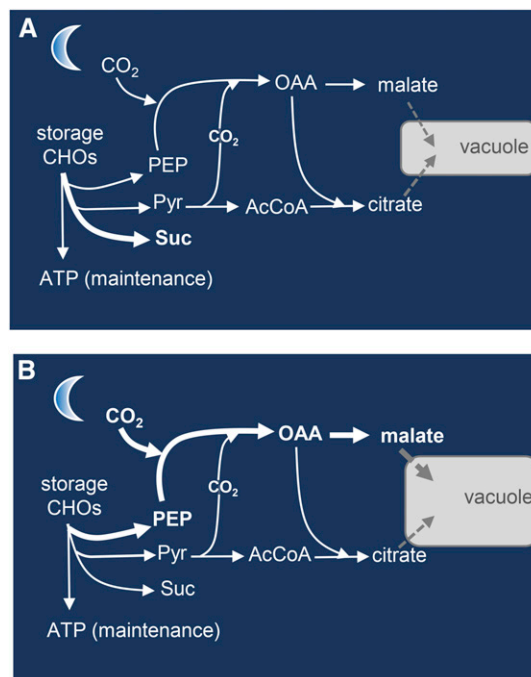 A
CO2
OAA
malate
storage
CHOs
CO2
vacuole
PEP
Pyr
AcCoA
citrate
Suc
ATP (maintenance)
B
CO2
OAA
malate
storage
CHOs
CO2
vacuole
PEP
Pyr
AcCoA
citrate
Suc
ATP (maintenance)